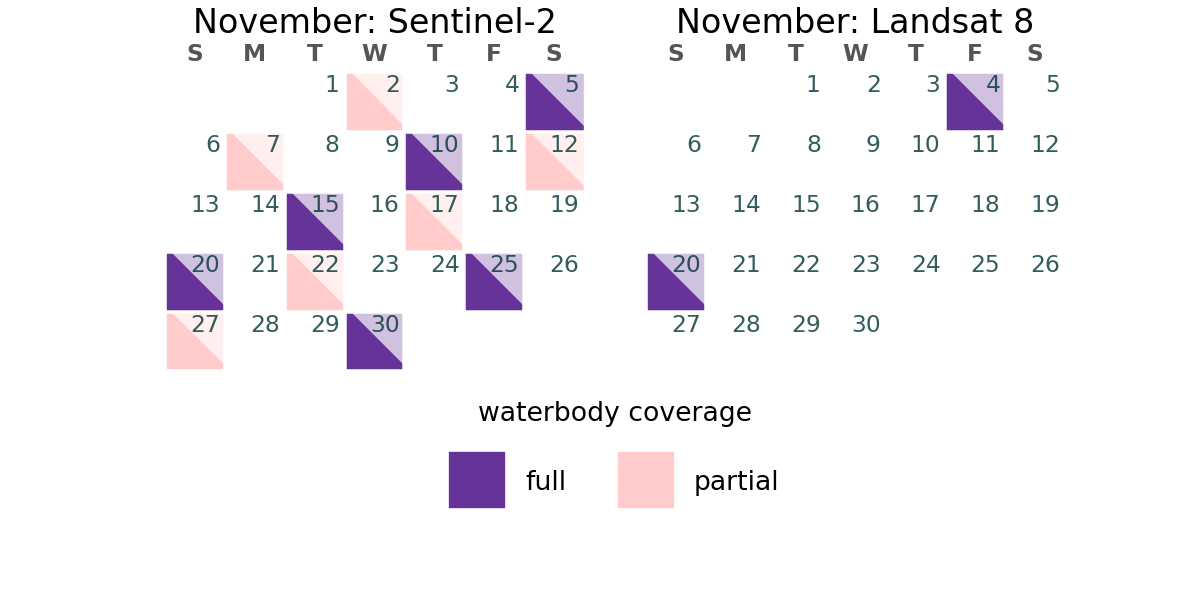 November: Sentinel-2
S M T W T F S
1 2 3 4 5
6 7 8 9 10 11 12
13 14 15 16 17 18 19
20 21 22 23 24 25 26
27 28 29 30
November: Landsat 8
S M T W T F S
1 2 3 4 5
6 7 8 9 10 11 12
13 14 15 16 17 18 19
20 21 22 23 24 25 26
27 28 29 30
waterbody coverage
full
partial